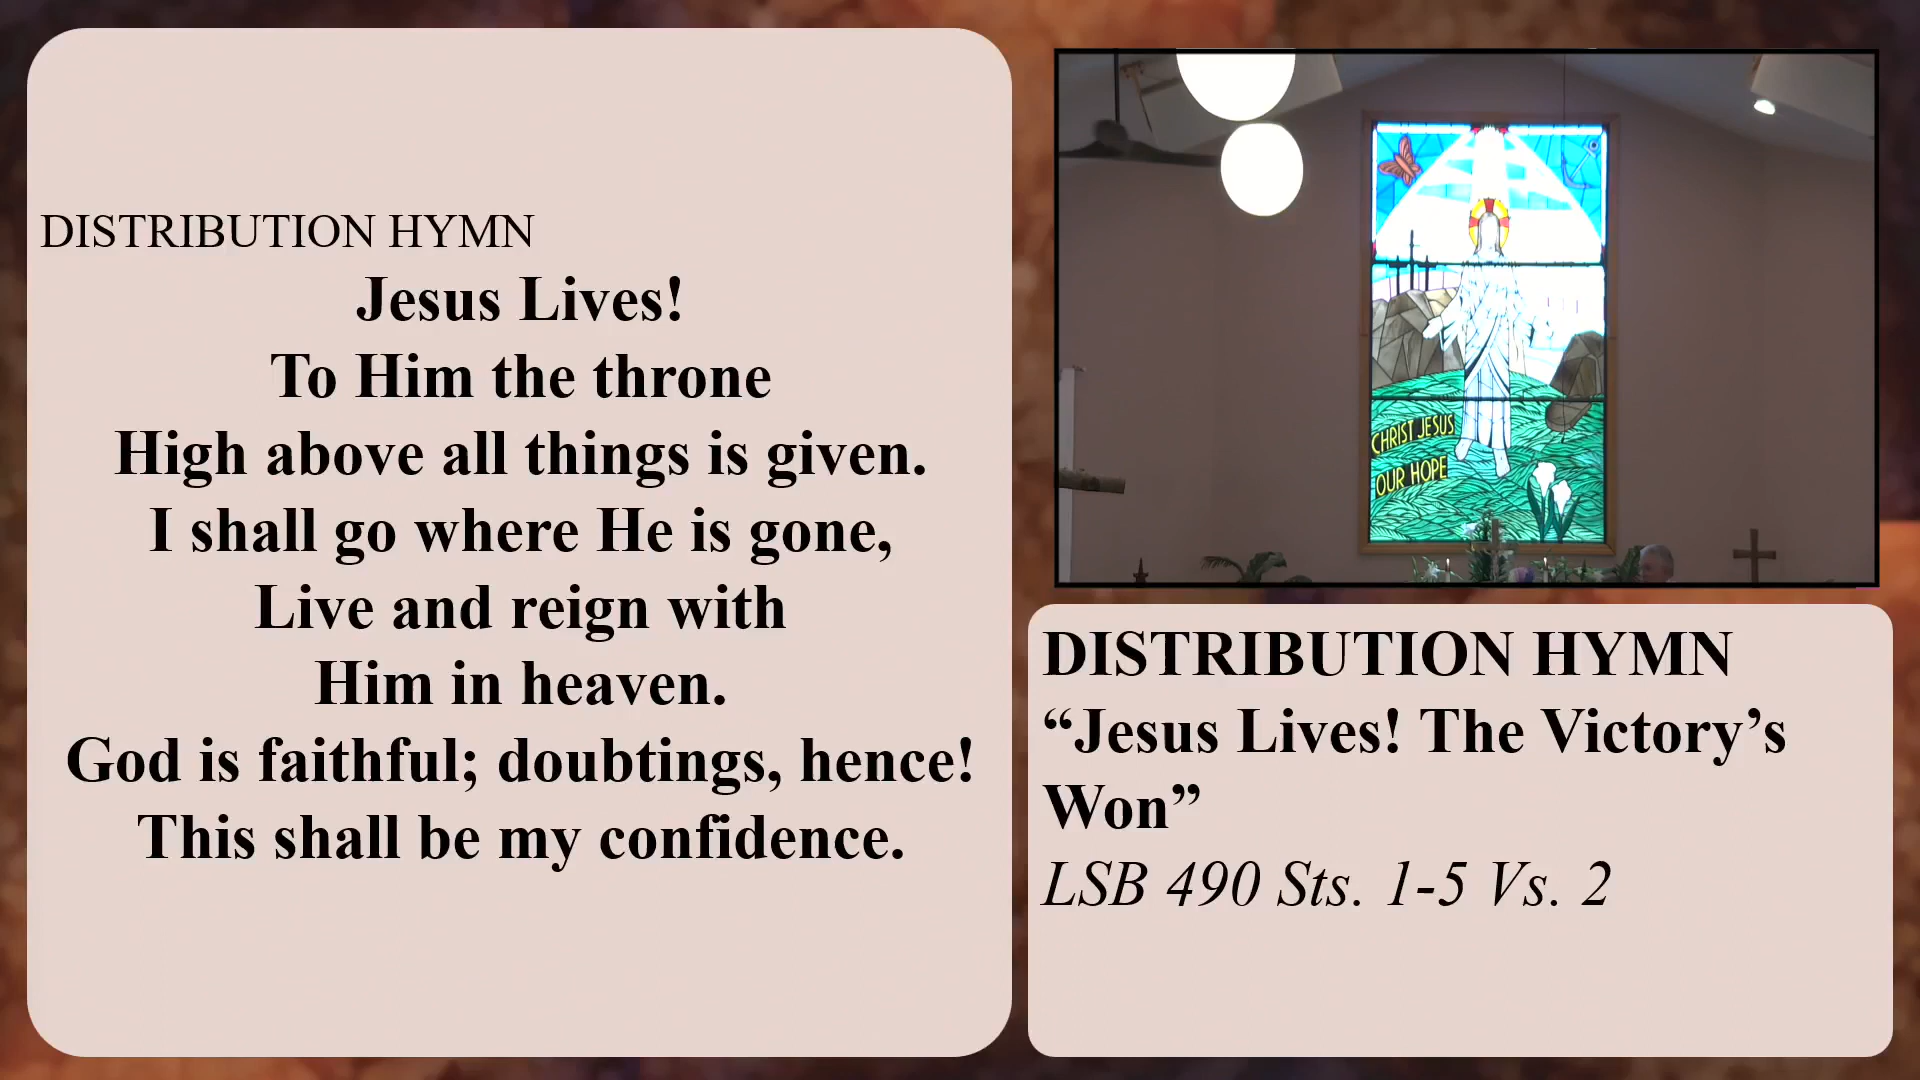 DISTRIBUTION HYMN
Jesus Lives!
To Him the throne
High above all things is given.
I shall go where He is gone,
Live and reign with
Him in heaven.
God is faithful; doubtings, hence!
This shall be my confidence.
CHRIST JESUS
OUR HOPE
DISTRIBUTION HYMN
“Jesus Lives! The Victory’s
Won”
LSB 490 Sts. 1-5 Vs. 2